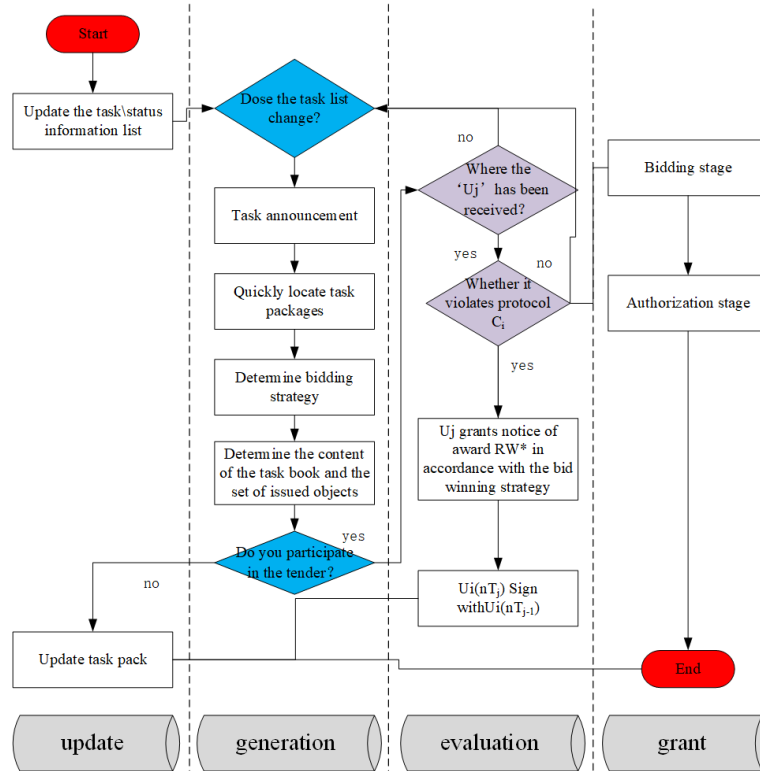 Start
Update the task\status
information list
Dose the task list
change?
Task announcement
Quickly locate task
packages
Determine bidding
strategy
Determine the content
of the task book and the
set of issued objects
yes
Do you participate
in the tender?
no
Update task pack
no
Where the
‘Uj’ has been
received?
yes
no
Whether it
violates protocol
Ci
yes
Uj grants notice of
award RW* in
accordance with the bid
winning strategy
Ui(nTj) Sign
withUi(nTj-1)
Bidding stage
Authorization stage
End
update
generation
evaluation
grant